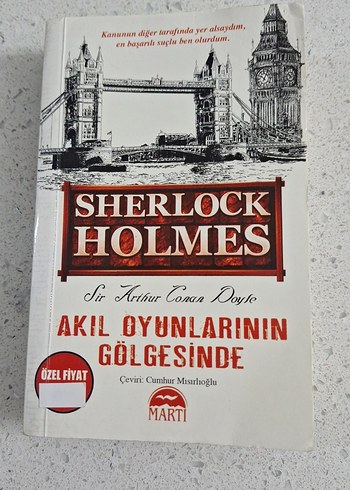 Kanunun diğer tarafında yer alsaydım,
en başarılı suçlu ben olurdum.
SHERLOCK
HOLMES
Sir Arthur Conan Doyle
AKIL OYUNLARININ
GÖLGESİNDE
ÖZEL FİYAT
Çeviri: Cumhur Mısırlıoğlu
MARTI